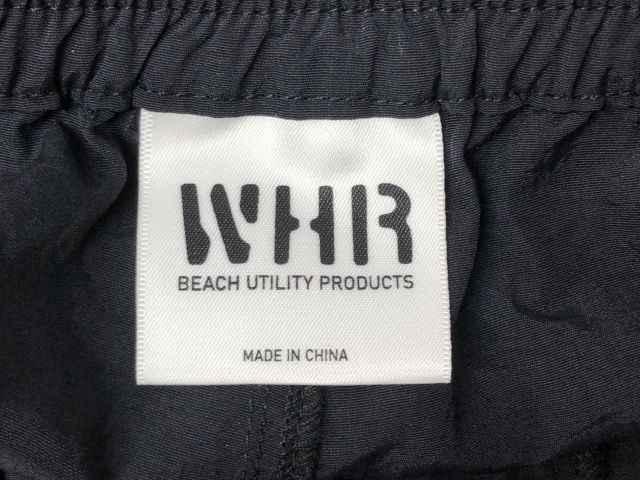 WHR
BEACH UTILITY PRODUCTS
MADE IN CHINA